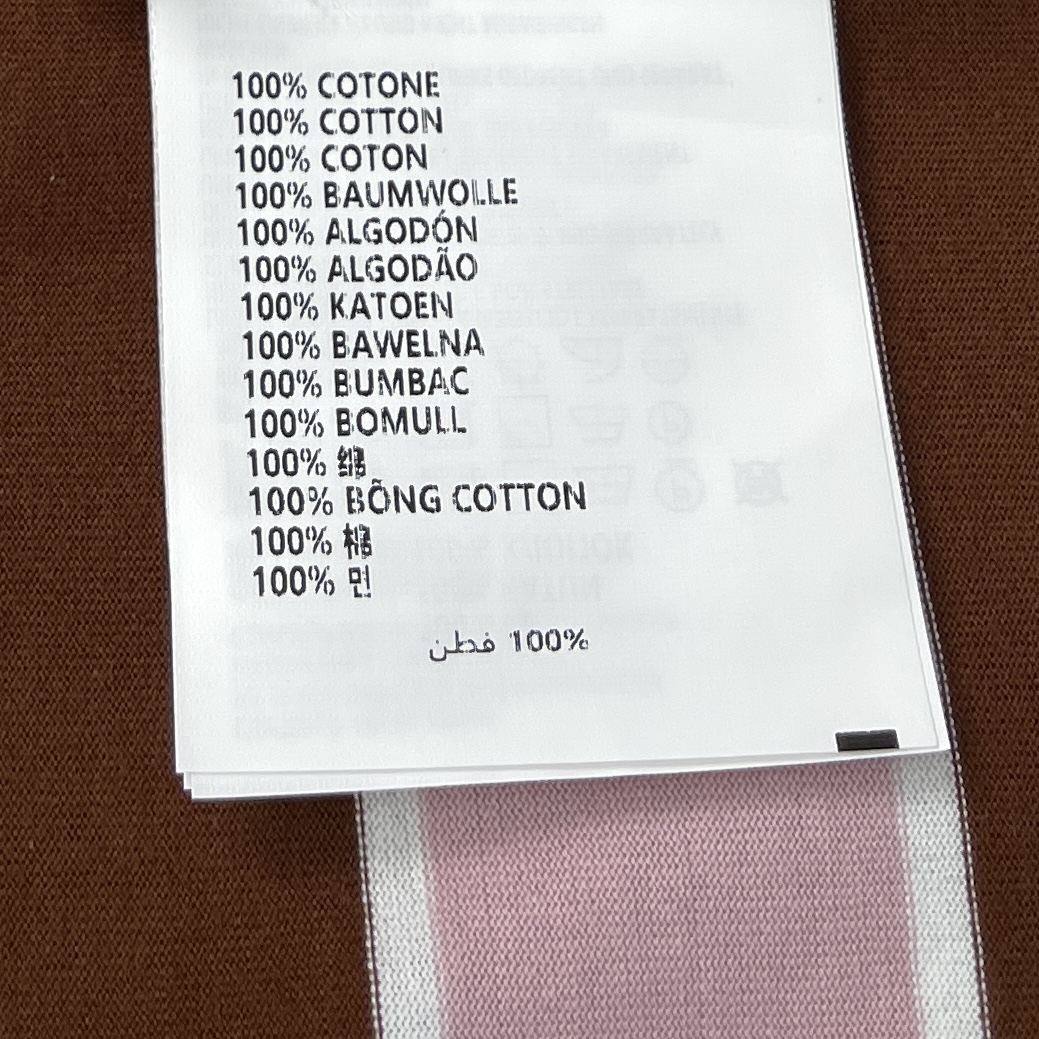 100% COTONE
100% COTTON
100% COTON
100% BAUMWOLLE
100% ALGODÓN
100% ALGODÃO
100% KATOEN
100% BAWELNA
100% BUMBAC
100% BOMULL
100% 綿
100% BÕNG COTTON
100% 棉
100% 면
100% قطن